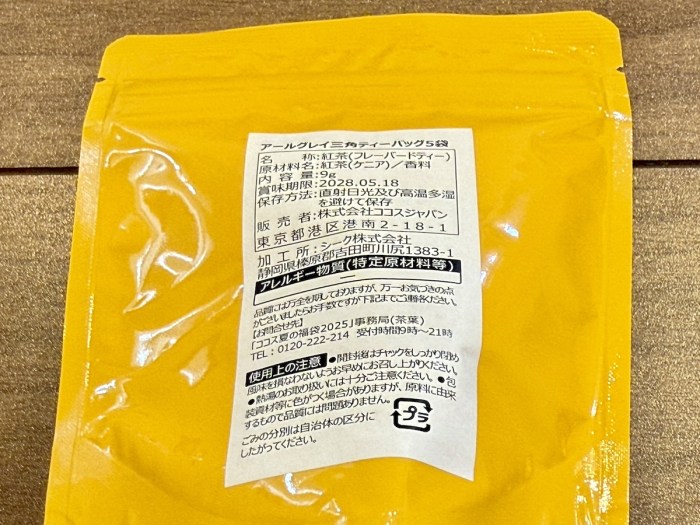 アールグレイ三角ティーバッグ5袋
名　　称:紅茶(フレーバードティー)
原材料名:紅茶(ケニア)/香料
内 容 量:9g
賞味期限:2028.05.18
保存方法:直射日光及び高温多湿
を避けて保存
販 売 者:株式会社ココスジャパン
東京都港区港南2-18-1
加 工 所:シーク株式会社
静岡県榛原郡吉田町川尻1383-1
アレルギー物質(特定原材料等)
―
品質には万全を期しておりますが、万一お気づきの点
がございましたらお手数ですが下記までご連絡ください。
【お問合せ先】
「ココス夏の福袋2025」事務局(茶葉)
TEL:0120-222-214 受付時間9時～21時
使用上の注意 ●開封後はチャックをしっかり閉め
風味を損なわないようお早めにお召し上がりください。
●熱湯のお取り扱いには十分ご注意ください。●包
装資材等に色がつく場合がありますが、原料に由来
するもので品質には問題ありません。
ごみの分別は自治体の区分に
したがってください。
プラ